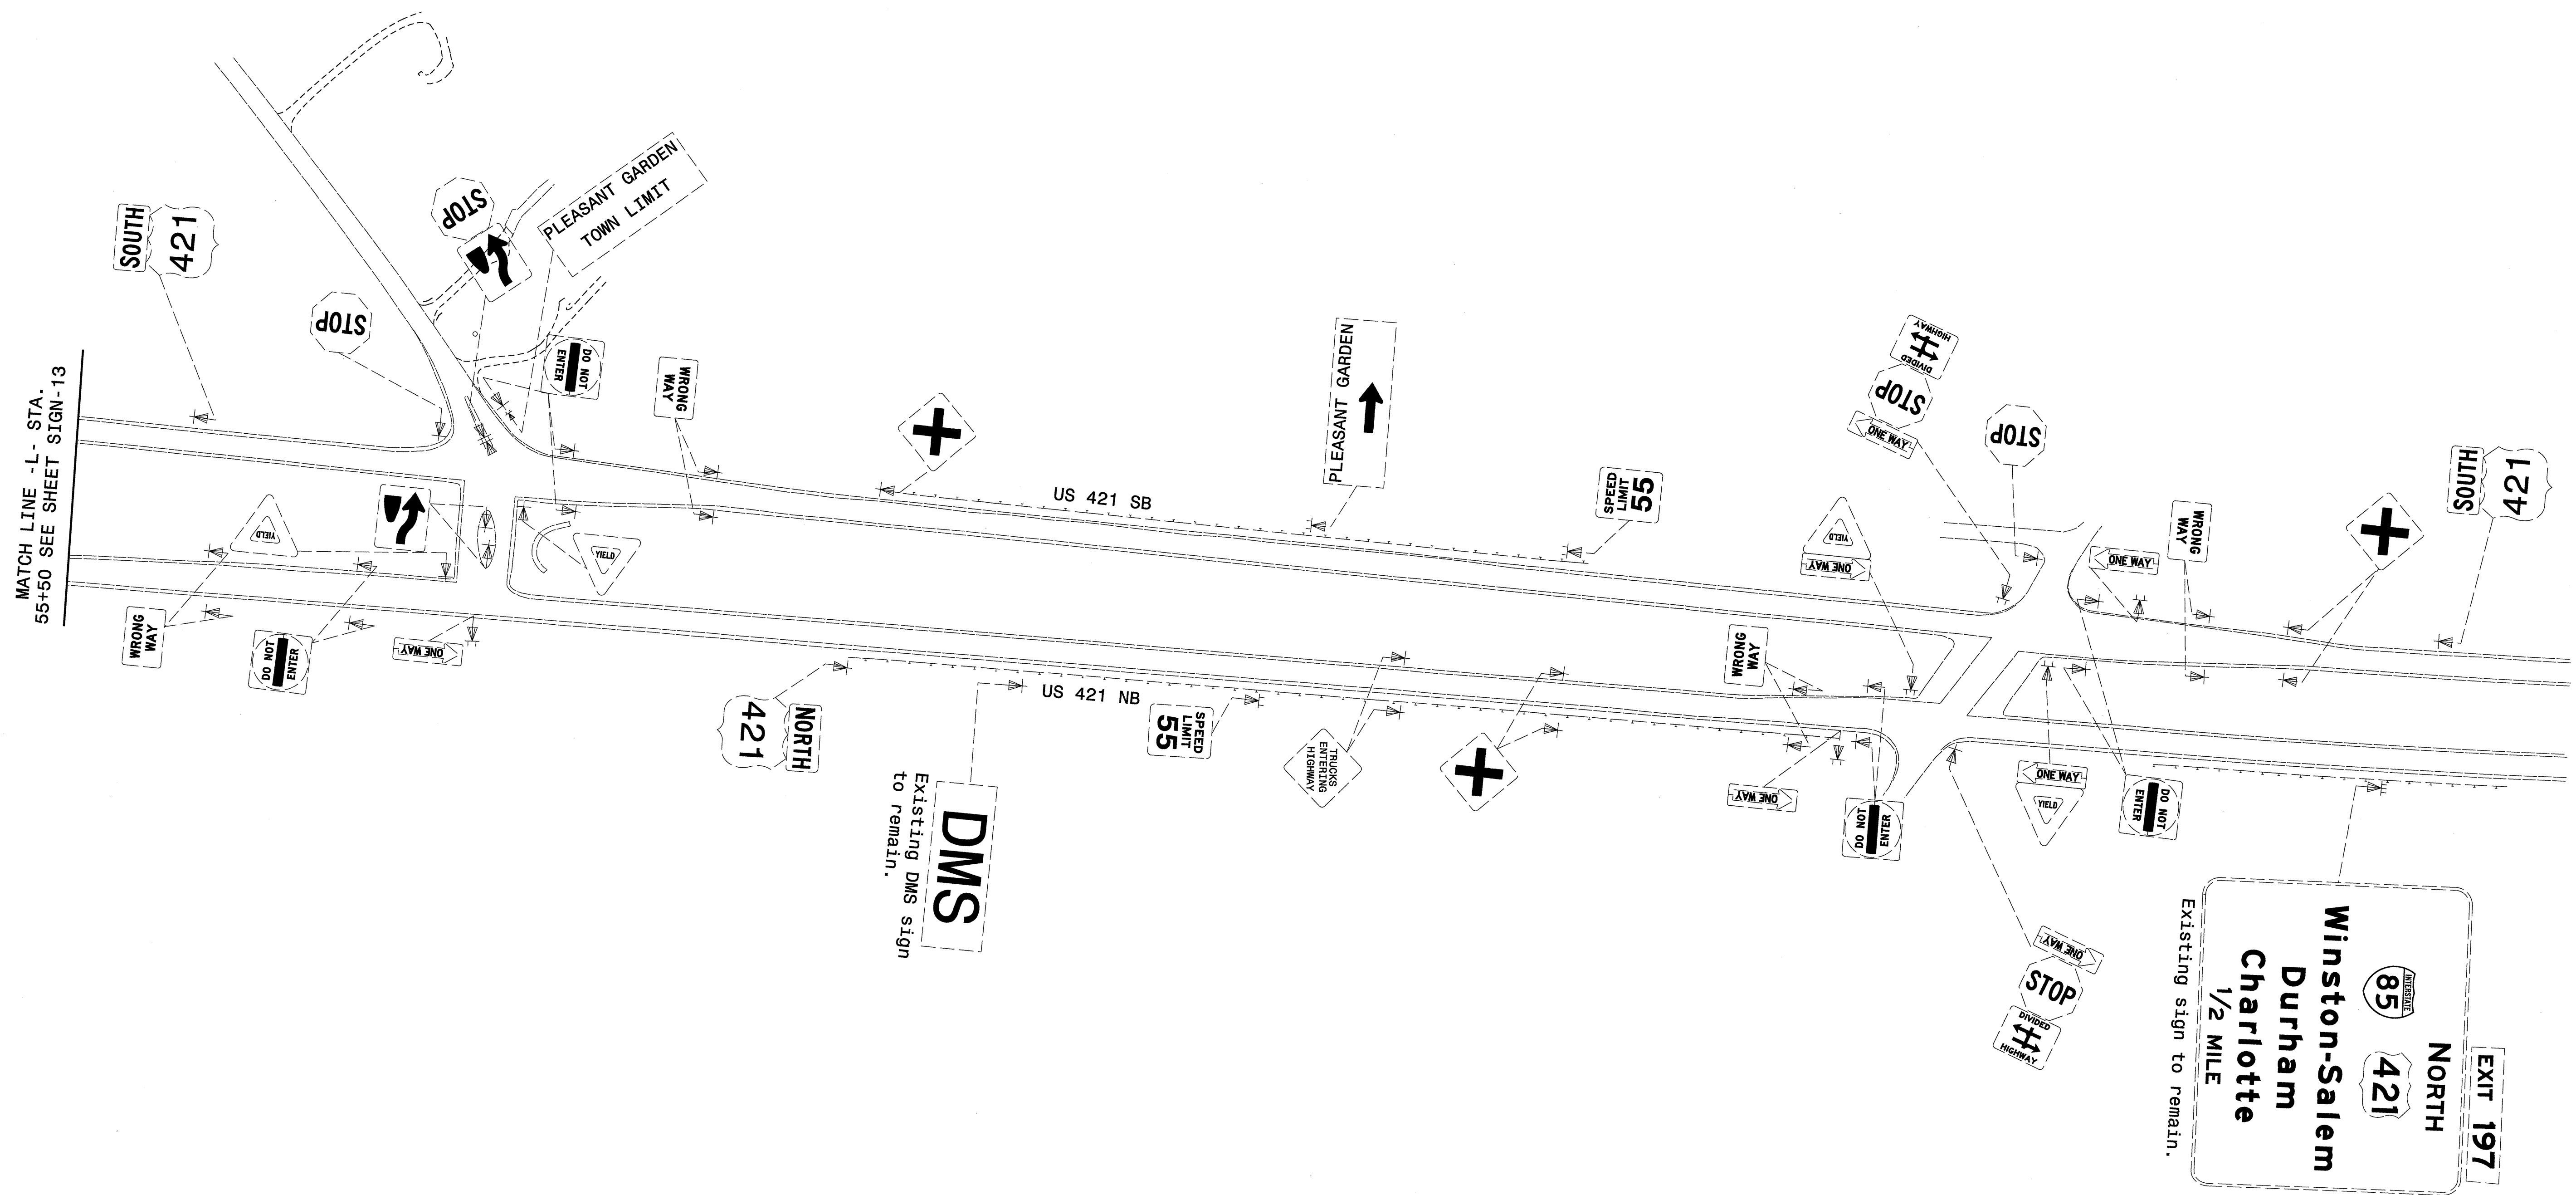 MATCH LINE -L- STA.
55+50 SEE SHEET SIGN-13
SOUTH
421
STOP
STOP
PLEASANT GARDEN
TOWN LIMIT
DO NOT
ENTER
WRONG
WAY
YIELD
YIELD
WRONG
WAY
DO NOT
ENTER
ONE WAY
US 421 SB
PLEASANT GARDEN
SPEED
LIMIT
55
US 421 NB
NORTH
421
DMS
Existing DMS sign
to remain.
SPEED
LIMIT
55
TRUCKS
ENTERING
HIGHWAY
DIVIDED
HIGHWAY
STOP
ONE WAY
STOP
YIELD
ONE WAY
WRONG
WAY
ONE WAY
DO NOT
ENTER
ONE WAY
WRONG
WAY
SOUTH
421
ONE WAY
YIELD
DO NOT
ENTER
ONE WAY
STOP
DIVIDED
HIGHWAY
EXIT 197
NORTH
INTERSTATE
85
421
Winston-Salem
Durham
Charlotte
1/2 MILE
Existing sign to remain.